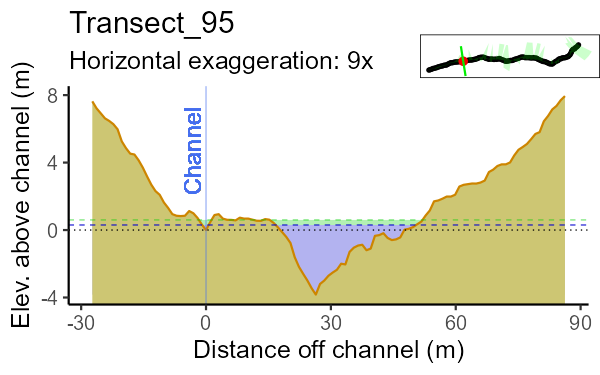 Transect_95
Horizontal exaggeration: 9x
Elev. above channel (m)
8
4
0
-4
Channel
-30
0
30
60
90
Distance off channel (m)